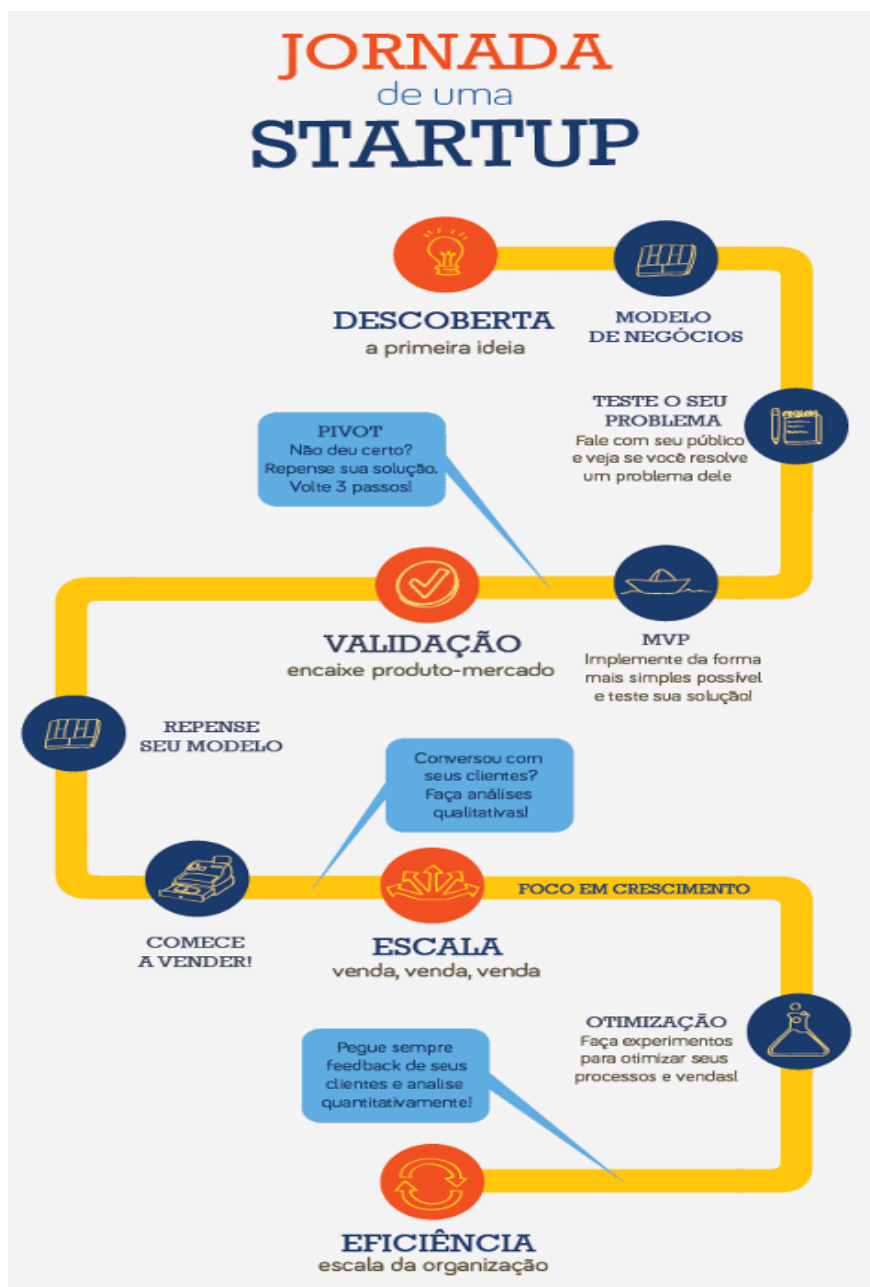 JORNADA
de uma
STARTUP
DESCOBERTA
a primeira ideia
MODELO
DE NEGÓCIOS
TESTE O SEU
PROBLEMA
Fale com seu público
e veja se você resolve
um problema dele
PIVOT
Não deu certo?
Repense sua solução.
Volte 3 passos!
MVP
Implemente da forma
mais simples possível
e teste sua solução!
VALIDAÇÃO
encaixe produto-mercado
REPENSE
SEU MODELO
Conversou com
seus clientes?
Faça análises
qualitativas!
COMECE
A VENDER!
ESCALA
venda, venda, venda
FOCO EM CRESCIMENTO
OTIMIZAÇÃO
Faça experimentos
para otimizar seus
processos e vendas!
Pegue sempre
feedback de seus
clientes e analise
quantitativamente!
EFICIÊNCIA
escala da organização